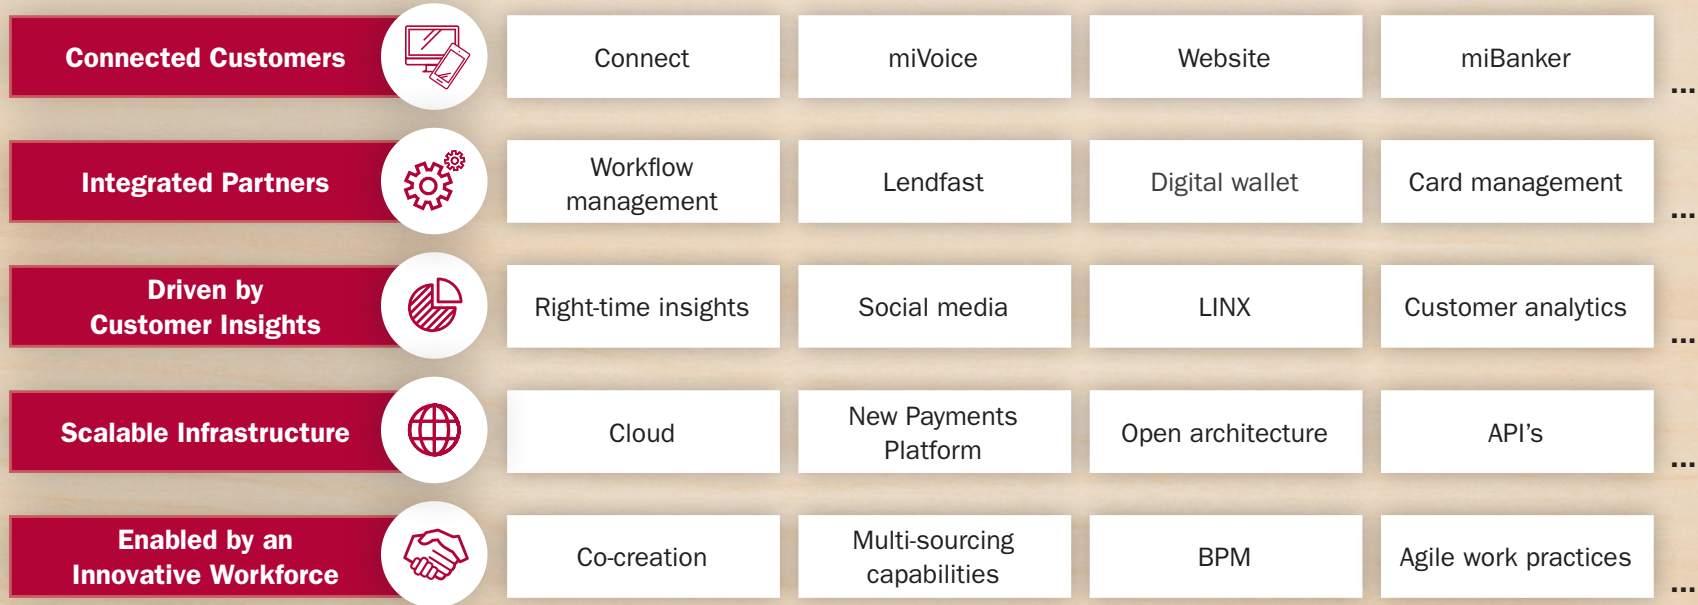 Connected Customers
Connect
miVoice
Website
miBanker
...
Integrated Partners
Workflow
management
Lendfast
Digital wallet
Card management
...
Driven by
Customer Insights
Right-time insights
Social media
LINX
Customer analytics
...
Scalable Infrastructure
Cloud
New Payments
Platform
Open architecture
API's
...
Enabled by an
Innovative Workforce
Co-creation
Multi-sourcing
capabilities
BPM
Agile work practices
...